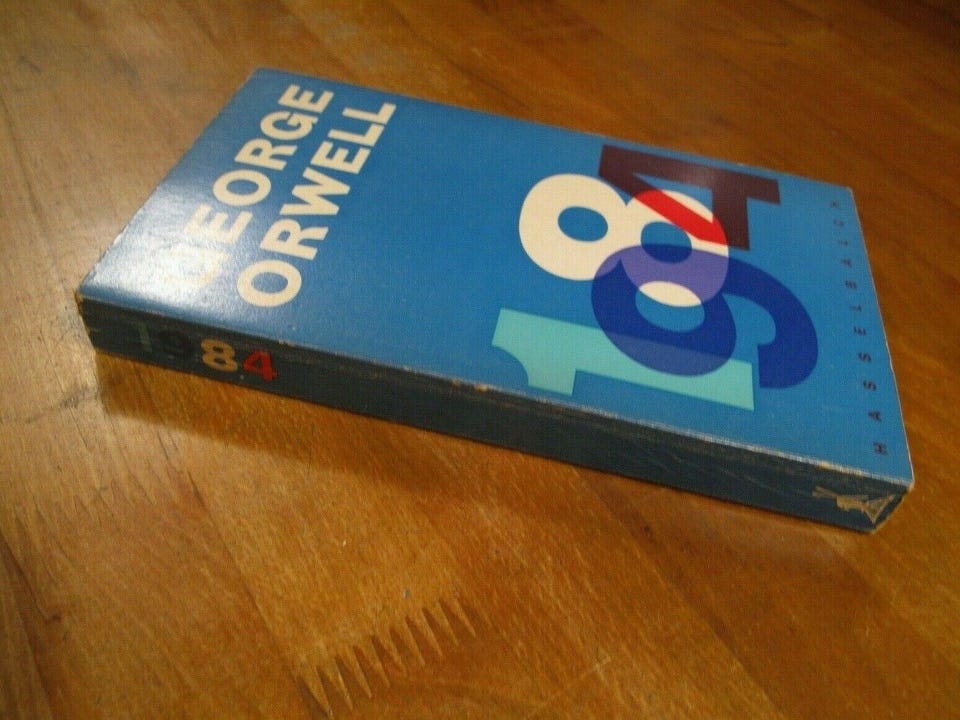 GEORGE
ORWELL
1984
HASSELBALCH
1984